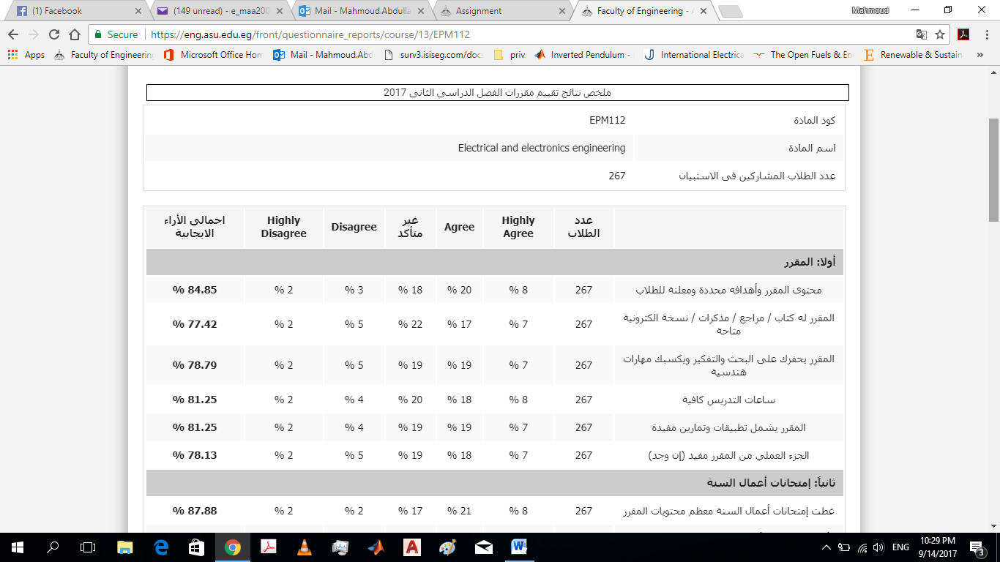 (1) Facebook
(149 unread) - e_maa200
Mail - Mahmoud.Abdulla
Assignment
Faculty of Engineering - A
Mahmoud
Secure https://eng.asu.edu.eg/front/questionnaire_reports/course/13/EPM112
Apps Faculty of Engineering Microsoft Office Hom Mail - Mahmoud.Abd surv3.isiseg.com/docs priv Inverted Pendulum - International Electrica The Open Fuels & En Renewable & Sustain »
ملخص نتائج تقييم مقررات الفصل الدراسى الثانى 2017
كود المادة EPM112
اسم المادة Electrical and electronics engineering
عدد الطلاب المشاركين فى الاستبيان 267
عدد الطلاب Highly Agree Agree غير متأكد Disagree Highly Disagree اجمالى الأراء الايجابية
أولا: المقرر
محتوى المقرر وأهدافه محددة ومعلنة للطلاب 267 8 % 20 % 18 % 3 % 2 % 84.85 %
المقرر له كتاب / مراجع / مذكرات / نسخة الكترونية
متاحة 267 7 % 17 % 22 % 5 % 2 % 77.42 %
المقرر يحفزك على البحث والتفكير ويكسبك مهارات
هندسية 267 7 % 19 % 19 % 5 % 2 % 78.79 %
ساعات التدريس كافية 267 8 % 18 % 20 % 4 % 2 % 81.25 %
المقرر يشمل تطبيقات وتمارين مفيدة 267 7 % 19 % 19 % 4 % 2 % 81.25 %
الجزء العملي من المقرر مفيد (إن وجد) 267 7 % 18 % 19 % 5 % 2 % 78.13 %
ثانياً: إمتحانات أعمال السنة
غطت إمتحانات أعمال السنة معظم محتويات المقرر 267 8 % 21 % 17 % 2 % 2 % 87.88 %
ENG
10:29 PM
9/14/2017
3